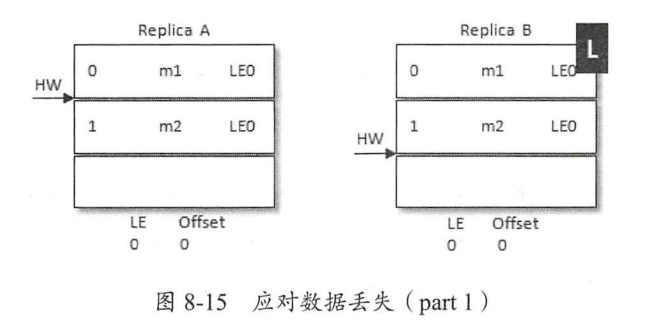 Replica A
Replica B
L
0 m1 LE0
0 m1 LE0
HW
1 m2 LE0
1 m2 LE0
HW
LE Offset
0 0
LE Offset
0 0
图 8-15 应对数据丢失（part 1）